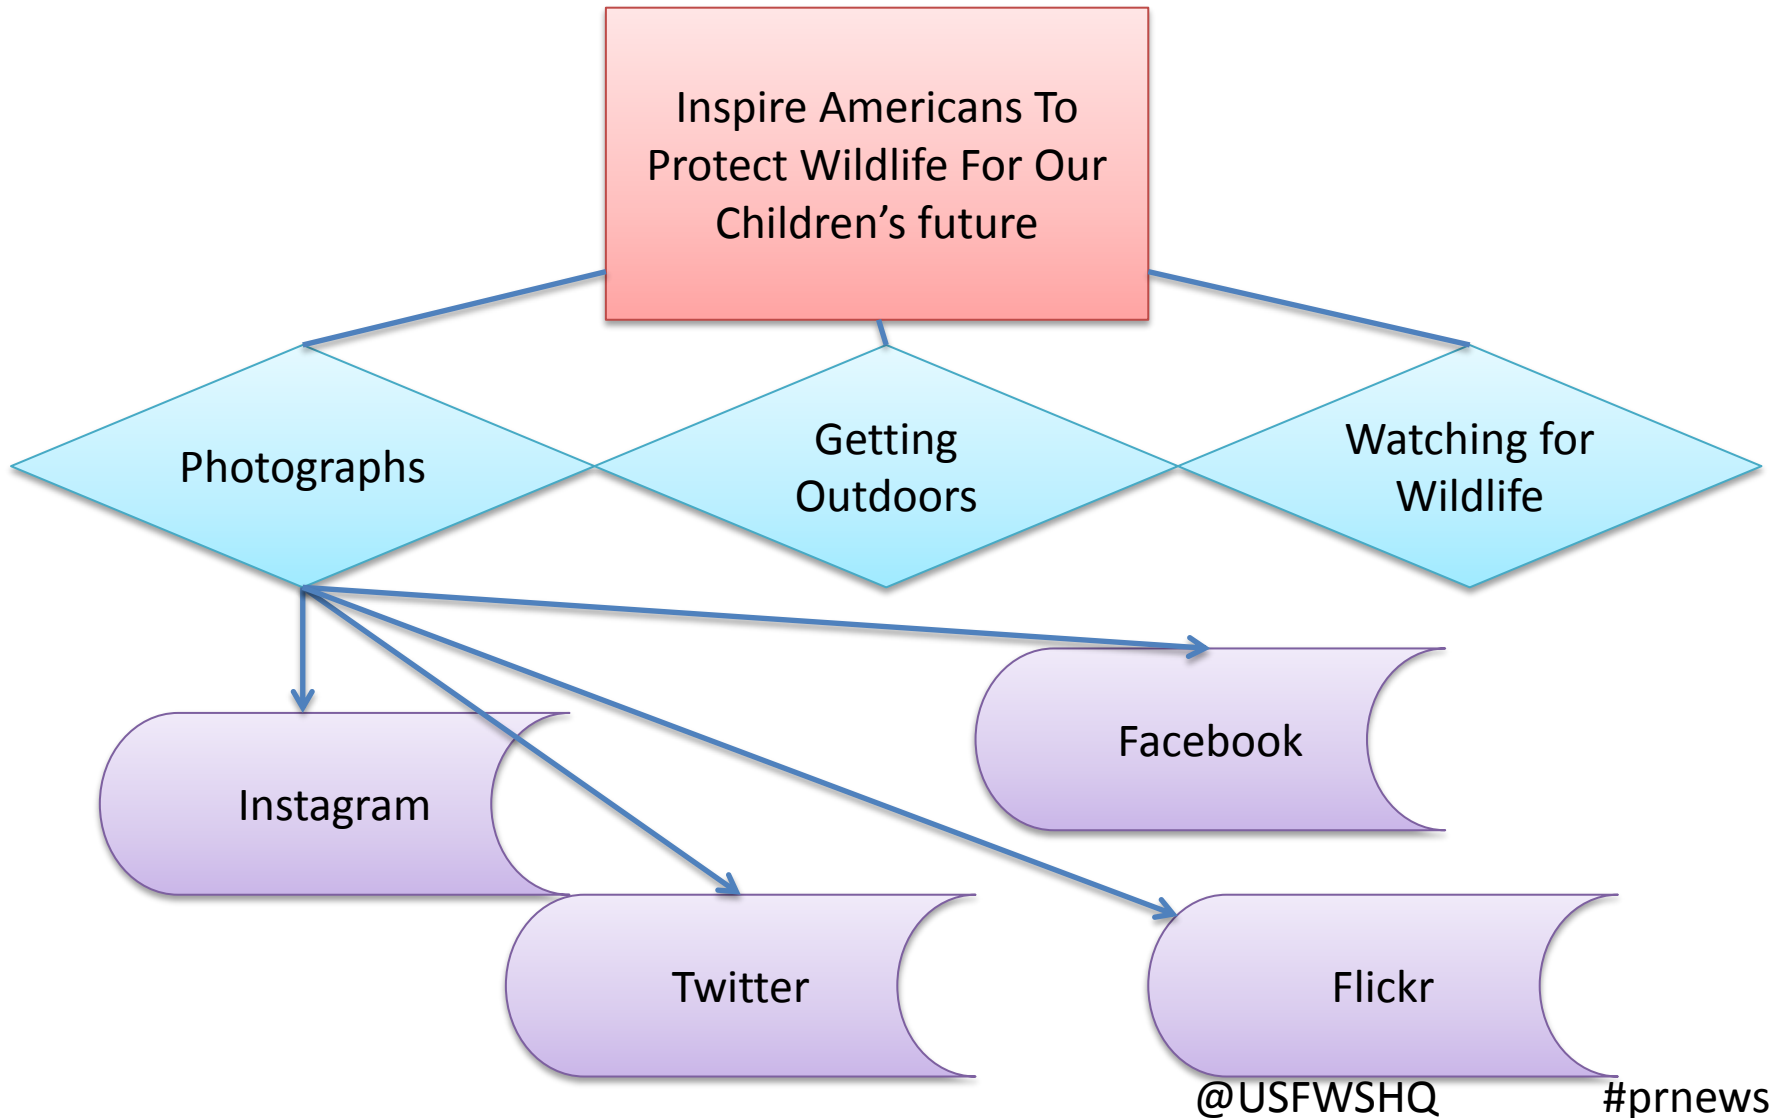 Inspire Americans To
Protect Wildlife For Our
Children’s future
Photographs
Getting
Outdoors
Watching for
Wildlife
Facebook
Instagram
Twitter
Flickr
@USFWSHQ
#prnews